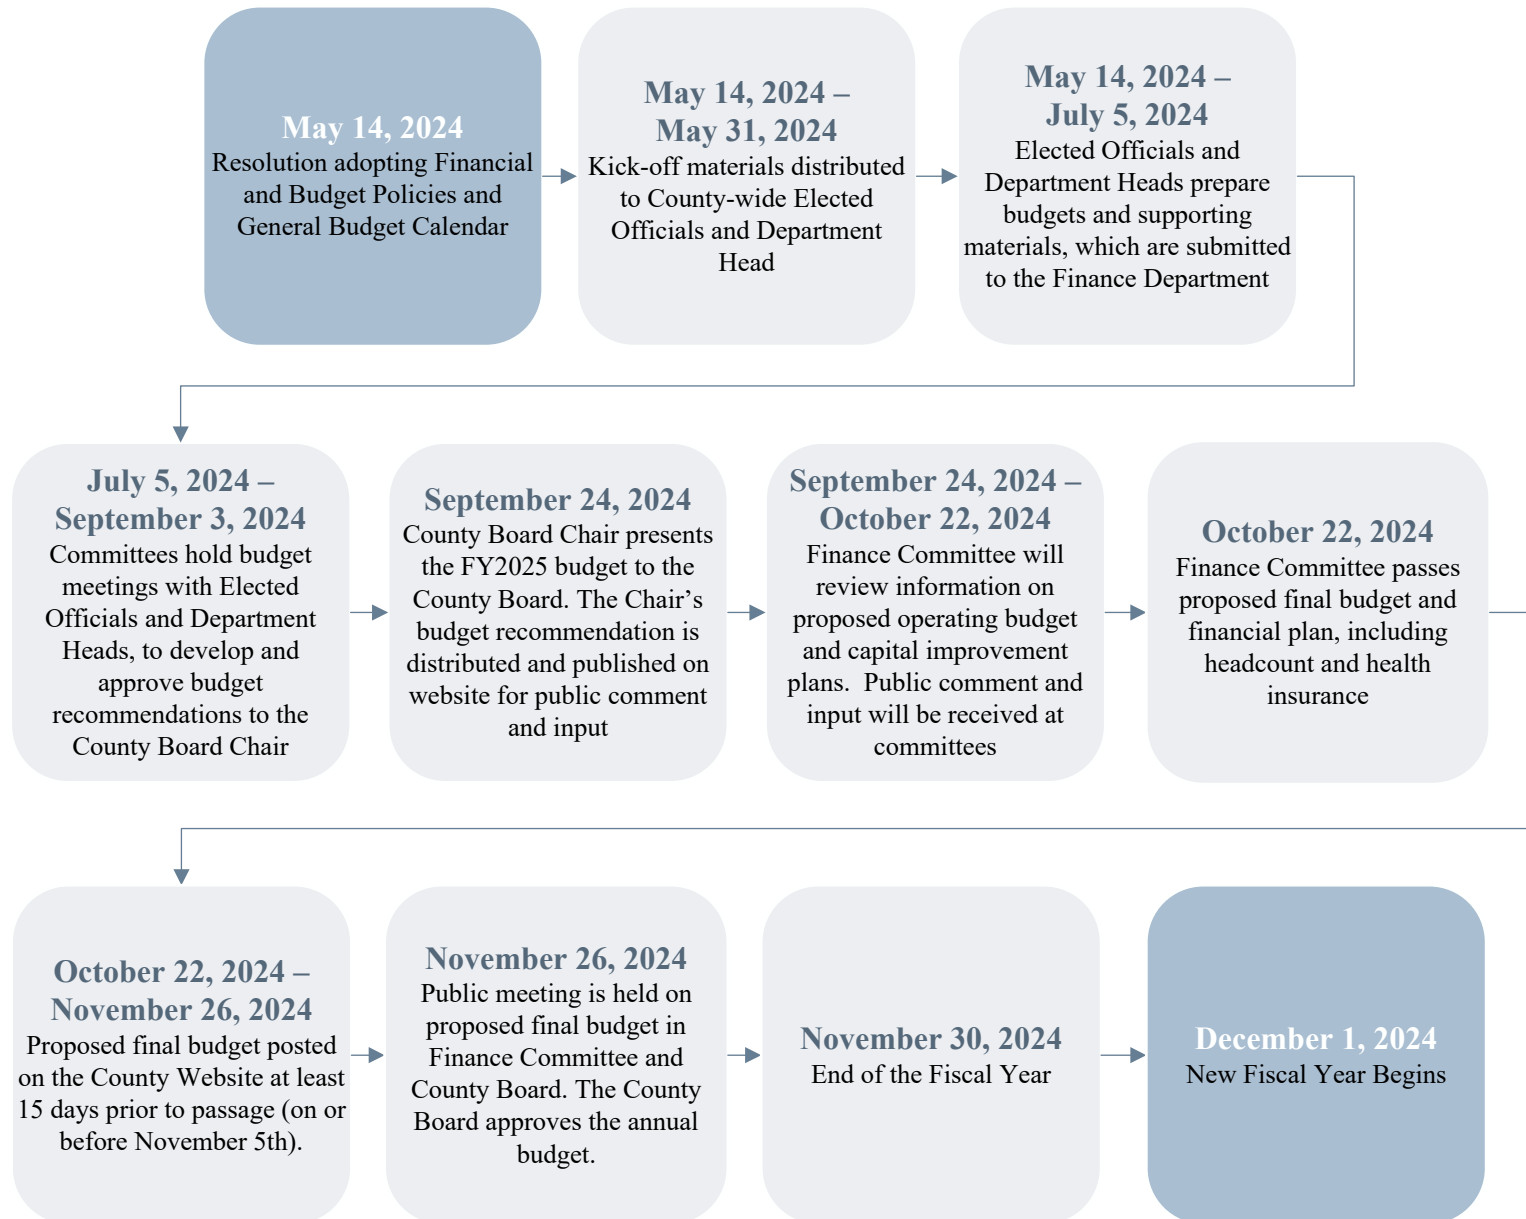 May 14, 2024
Resolution adopting Financial
and Budget Policies and
General Budget Calendar
May 14, 2024 –
May 31, 2024
Kick-off materials distributed
to County-wide Elected
Officials and Department
Head
May 14, 2024 –
July 5, 2024
Elected Officials and
Department Heads prepare
budgets and supporting
materials, which are submitted
to the Finance Department
July 5, 2024 –
September 3, 2024
Committees hold budget
meetings with Elected
Officials and Department
Heads, to develop and
approve budget
recommendations to the
County Board Chair
September 24, 2024
County Board Chair presents
the FY2025 budget to the
County Board. The Chair’s
budget recommendation is
distributed and published on
website for public comment
and input
September 24, 2024 –
October 22, 2024
Finance Committee will
review information on
proposed operating budget
and capital improvement
plans.  Public comment and
input will be received at
committees
October 22, 2024
Finance Committee passes
proposed final budget and
financial plan, including
headcount and health
insurance
October 22, 2024 –
November 26, 2024
Proposed final budget posted
on the County Website at least
15 days prior to passage (on or
before November 5th).
November 26, 2024
Public meeting is held on
proposed final budget in
Finance Committee and
County Board. The County
Board approves the annual
budget.
November 30, 2024
End of the Fiscal Year
December 1, 2024
New Fiscal Year Begins